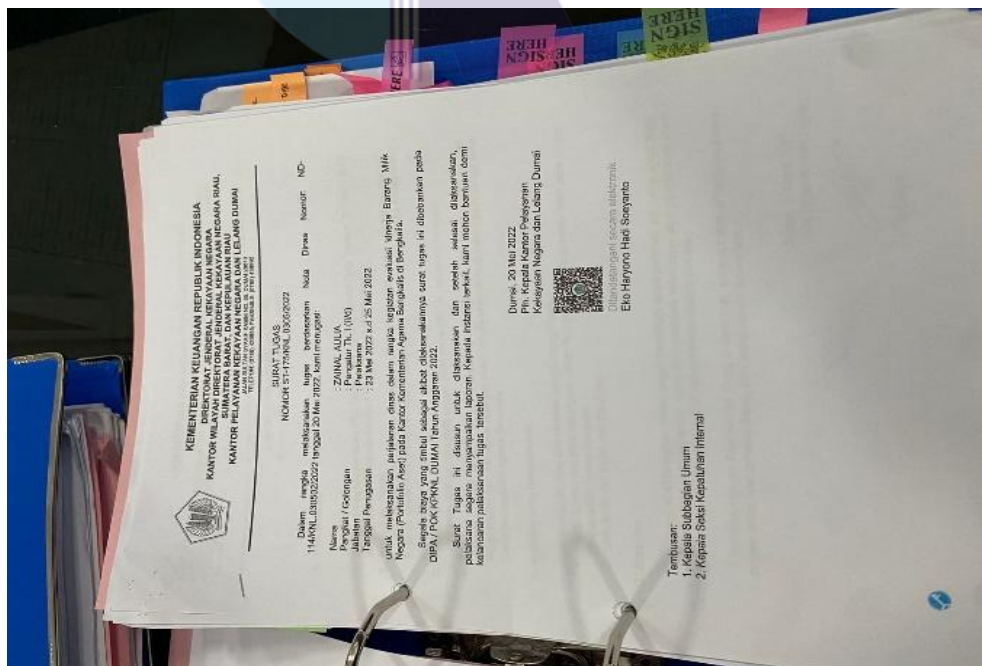 KEMENTERIAN KEUANGAN REPUBLIK INDONESIA
DIREKTORAT JENDERAL KEKAYAAN NEGARA
KANTOR WILAYAH DIREKTORAT JENDERAL KEKAYAAN NEGARA RIAU,
SUMATERA BARAT, DAN KEPULAUAN RIAU
KANTOR PELAYANAN KEKAYAAN NEGARA DAN LELANG DUMAI
SURAT TUGAS
NOMOR ST-175/KNL.0305/2022
Dalam rangka melaksanakan tugas berdasarkan Nota Dinas Nomor: ND-
tanggal 20 Mei 2022, kami menugasi:
Nama : ZAINAL AULIA
Pangkat / Golongan : Pengatur Tk. I (II/d)
Jabatan : Pelaksana
Tanggal Penugasan : 23 Mei 2022 s.d 25 Mei 2022
untuk melaksanakan perjalanan dinas dalam rangka kegiatan evaluasi kinerja Barang Milik
Negara (Portofolio Aset) pada Kantor Kementerian Agama Bengkalis di Bengkalis.
Segala biaya yang timbul sebagai akibat dilaksanakannya surat tugas ini dibebankan pada
DIPA / POK KPKNL DUMAI Tahun Anggaran 2022.
Surat Tugas ini disusun untuk dilaksanakan dan setelah selesai dilaksanakan,
pelaksana segera menyampaikan laporan. Kepada instansi terkait, kami mohon bantuan demi
kelancaran pelaksanaan tugas tersebut.
Dumai, 20 Mei 2022
Plh. Kepala Kantor Pelayanan
Kekayaan Negara dan Lelang Dumai
Ditandatangani secara elektronik
Eko Haryono Hadi Soeyanto
Tembusan:
1. Kepala Subbagian Umum
2. Kepala Seksi Kepatuhan Internal
SIGN
HERE
SIGN
HERE
HERE